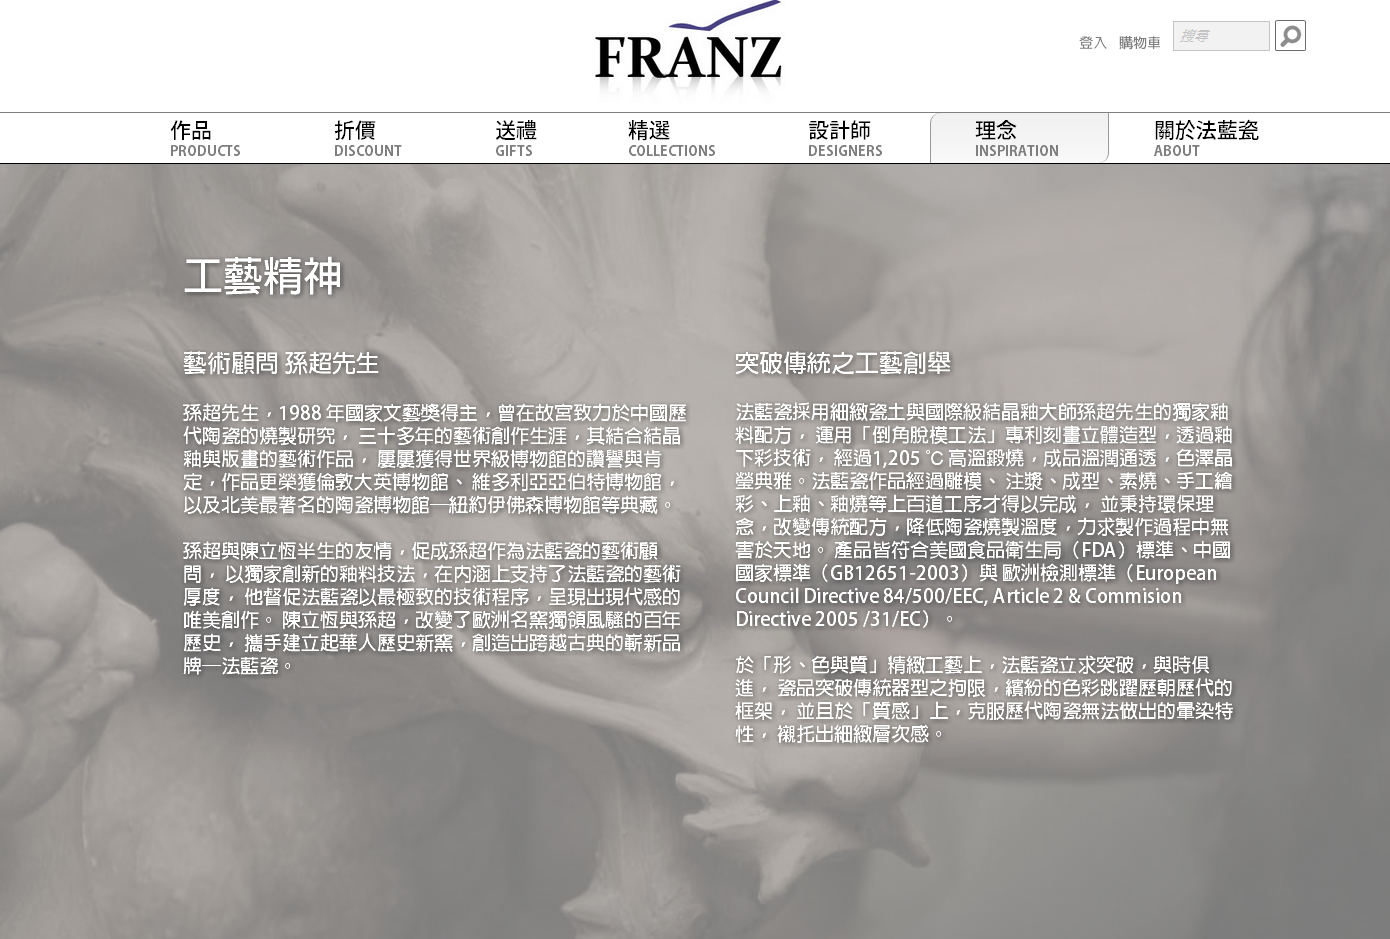 FRANZ
登入 購物車 搜尋
作品 折價 送禮 精選 設計師 理念 關於法藍瓷
PRODUCTS DISCOUNT GIFTS COLLECTIONS DESIGNERS INSPIRATION ABOUT
工藝精神
藝術顧問 孫超先生
孫超先生，1988 年國家文藝獎得主，曾在故宮致力於中國歷
代陶瓷的燒製研究， 三十多年的藝術創作生涯，其結合結晶
釉與版畫的藝術作品， 屢屢獲得世界級博物館的讚譽與肯
定，作品更榮獲倫敦大英博物館、 維多利亞亞伯特博物館，
以及北美最著名的陶瓷博物館─紐約伊佛森博物館等典藏。
孫超與陳立恆半生的友情，促成孫超作為法藍瓷的藝術顧
問， 以獨家創新的釉料技法，在内涵上支持了法藍瓷的藝術
厚度， 他督促法藍瓷以最極致的技術程序，呈現出現代感的
唯美創作。 陳立恆與孫超，改變了歐洲名窯獨領風騷的百年
歷史， 攜手建立起華人歷史新窯，創造出跨越古典的嶄新品
牌─法藍瓷。
突破傳統之工藝創舉
法藍瓷採用細緻瓷土與國際級結晶釉大師孫超先生的獨家釉
料配方， 運用「倒角脫模工法」專利刻畫立體造型，透過釉
下彩技術， 經過1,205 ℃ 高溫鍛燒，成品溫潤通透，色澤晶
瑩典雅。法藍瓷作品經過雕模、 注漿、成型、素燒、手工繪
彩、上釉、釉燒等上百道工序才得以完成， 並秉持環保理
念，改變傳統配方，降低陶瓷燒製溫度，力求製作過程中無
害於天地。 產品皆符合美國食品衛生局（FDA）標準、中國
國家標準（GB12651-2003）與 歐洲檢測標準（European
Council Directive 84/500/EEC, Article 2 & Commision
Directive 2005 /31/EC）。
於「形、色與質」精緻工藝上，法藍瓷立求突破，與時俱
進， 瓷品突破傳統器型之拘限，繽紛的色彩跳躍歷朝歷代的
框架， 並且於「質感」上，克服歷代陶瓷無法做出的暈染特
性， 襯托出細緻層次感。